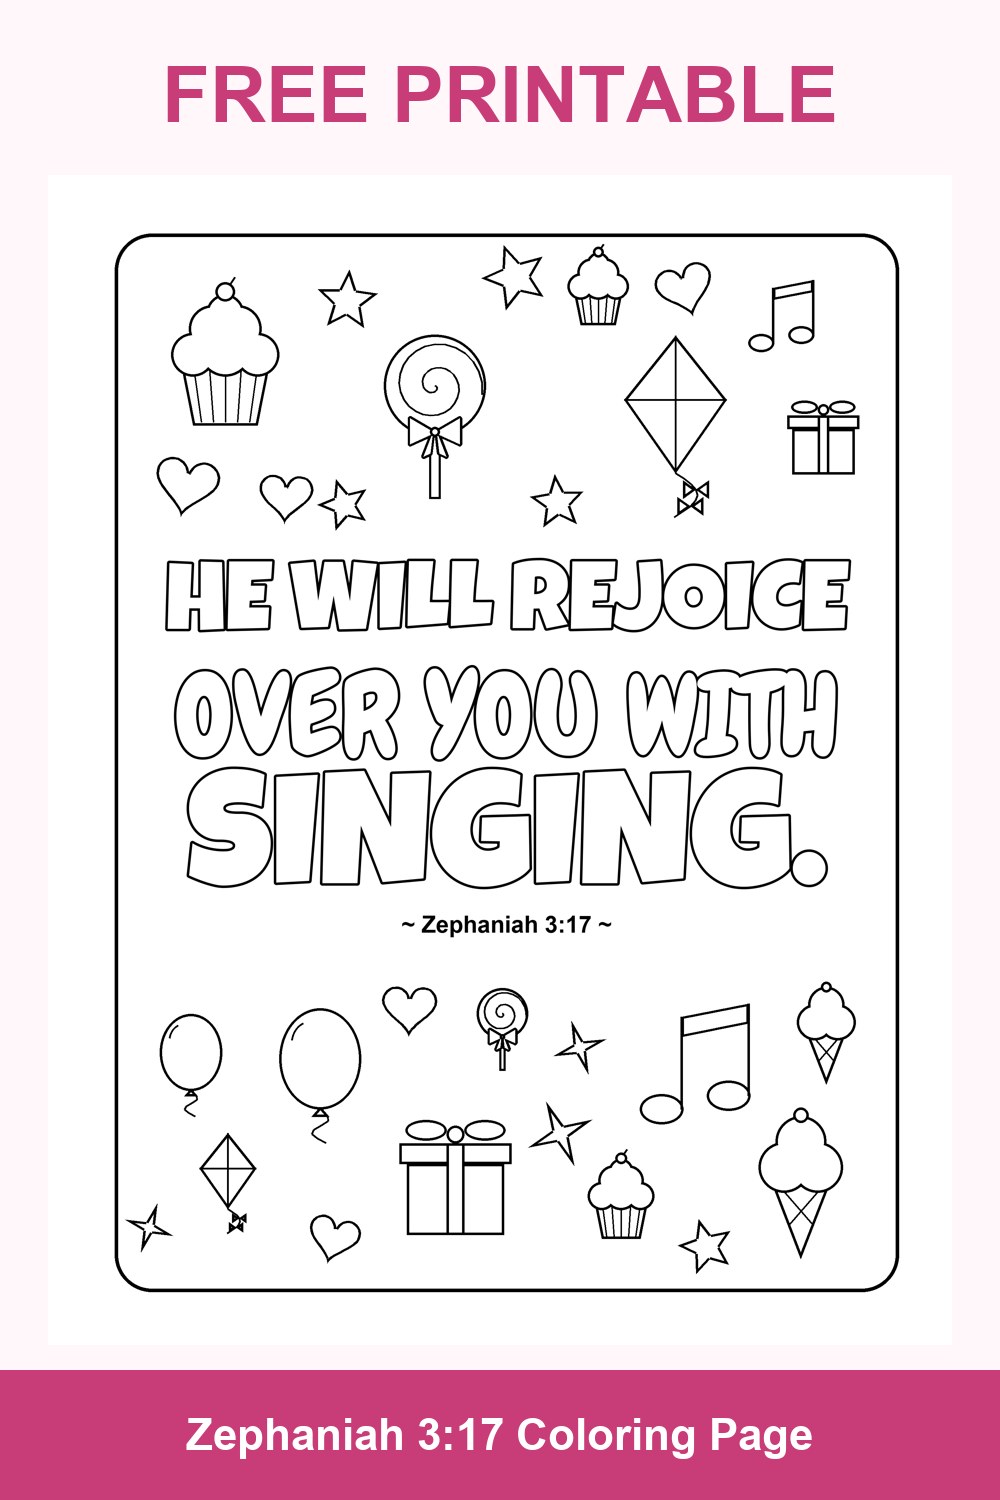 FREE PRINTABLE
HE WILL REJOICE
OVER YOU WITH
SINGING.
~ Zephaniah 3:17 ~
Zephaniah 3:17 Coloring Page